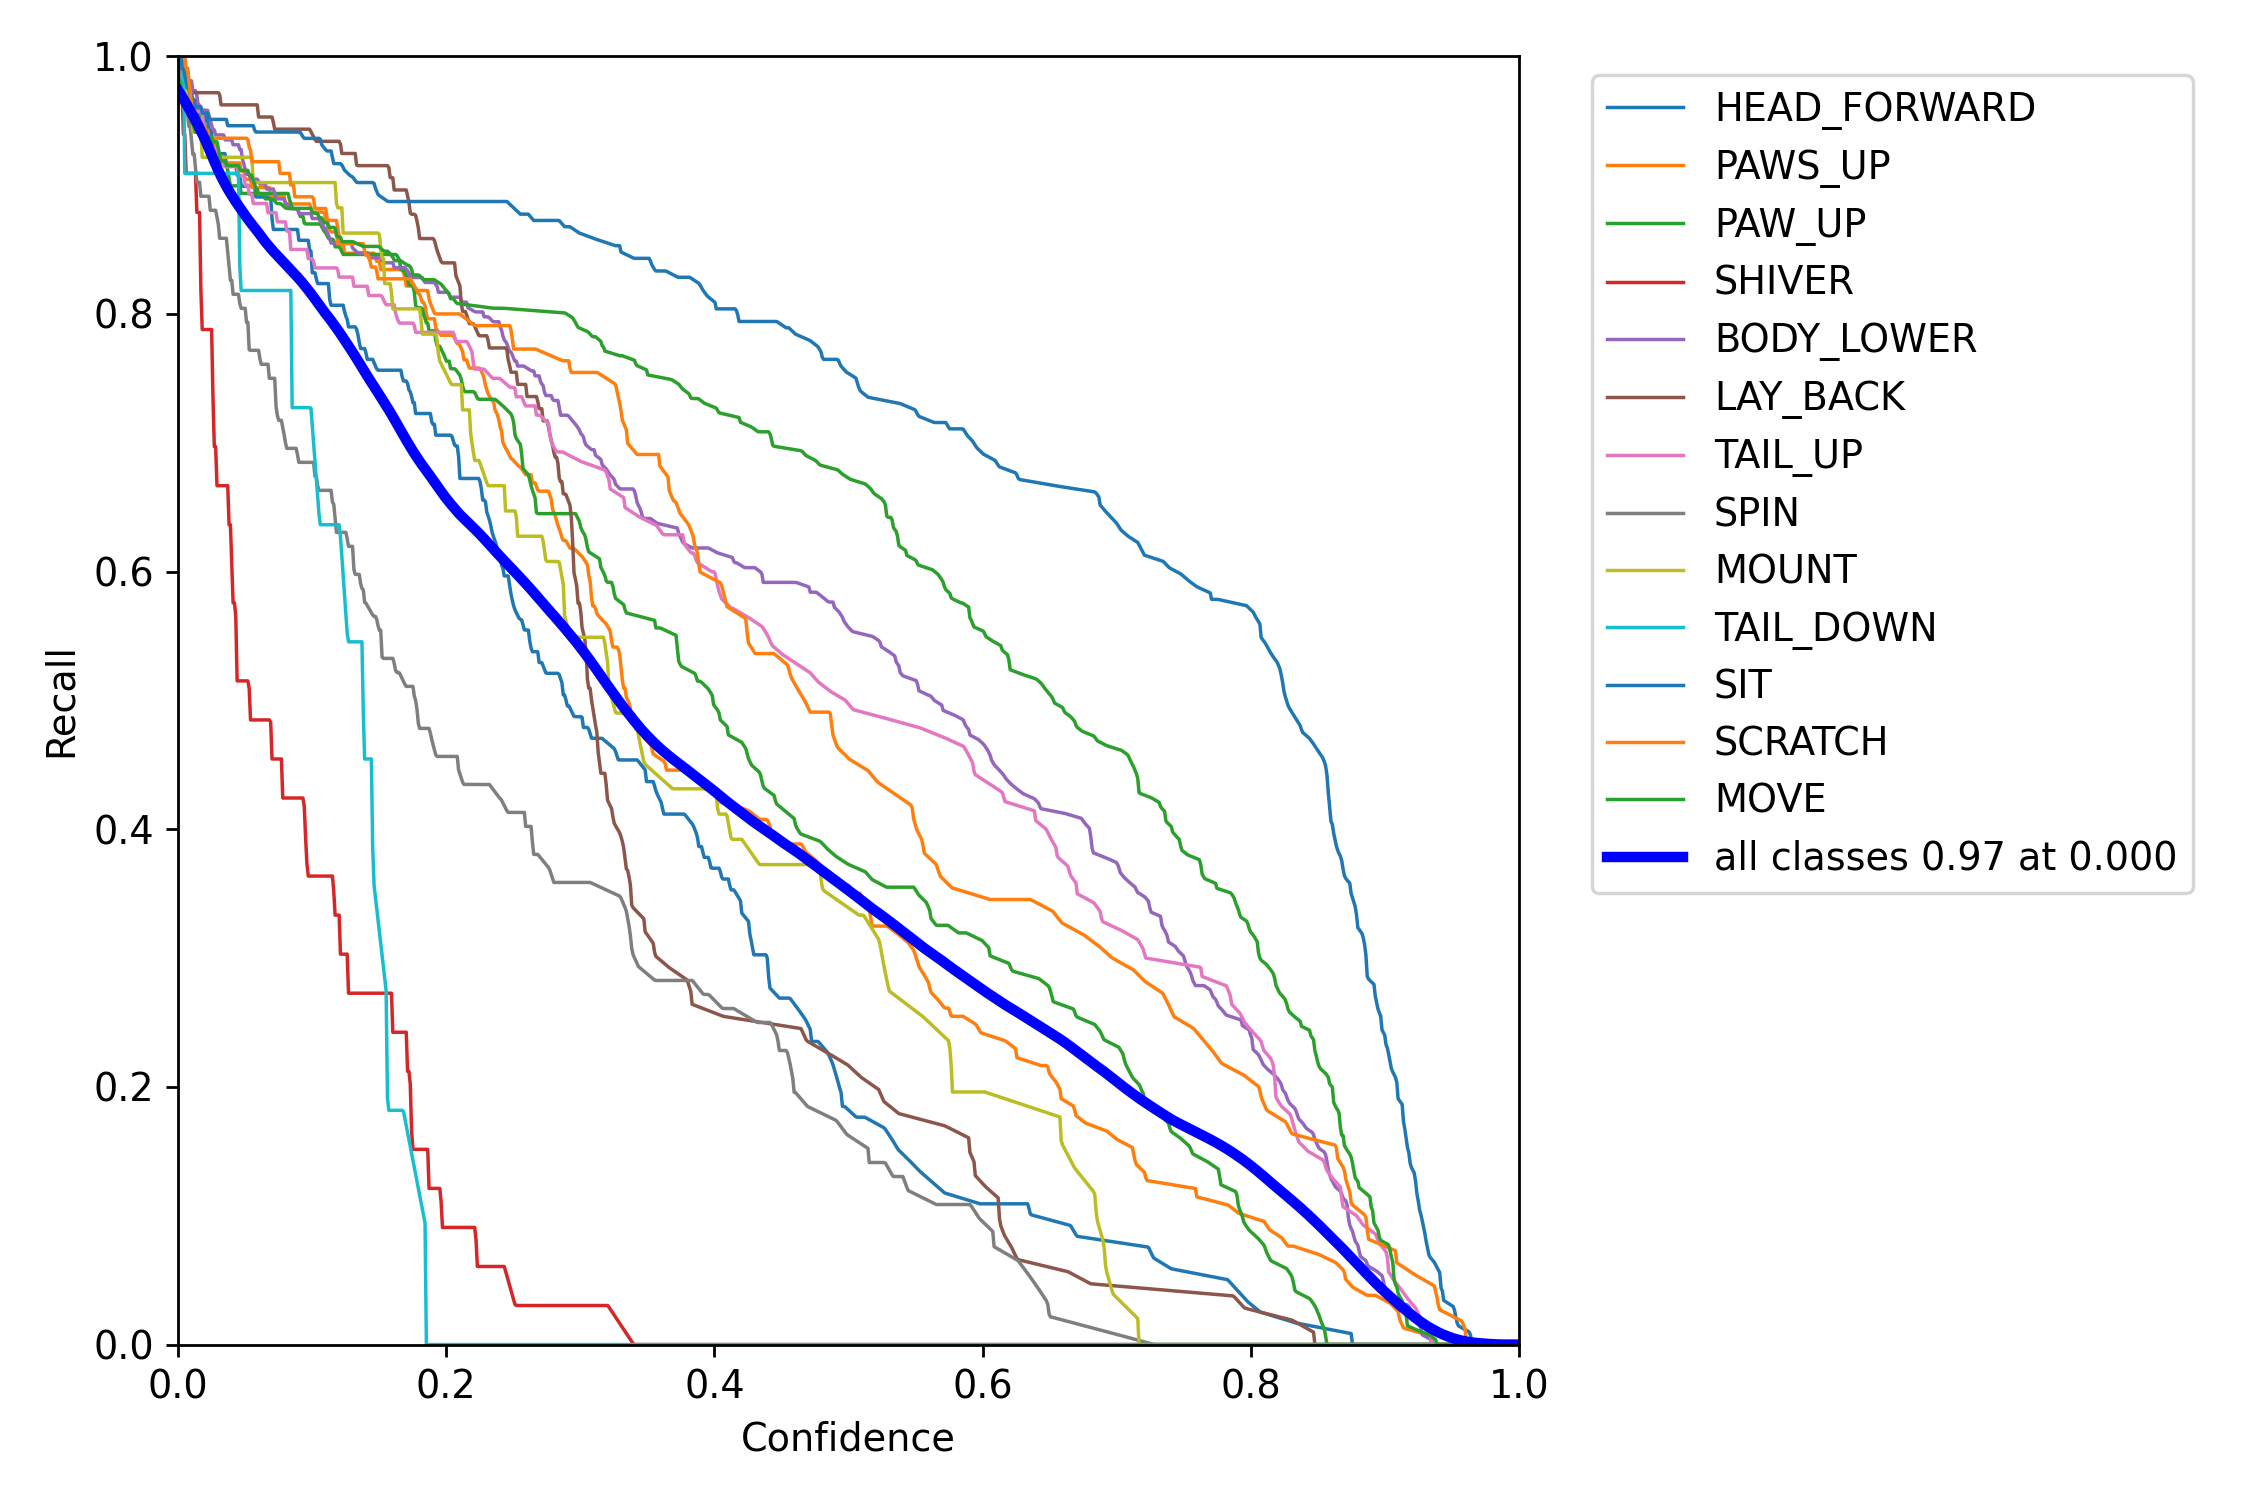 1.0
0.8
0.6
0.4
0.2
0.0
Recall
0.0 0.2 0.4 0.6 0.8 1.0
Confidence
HEAD_FORWARD
PAWS_UP
PAW_UP
SHIVER
BODY_LOWER
LAY_BACK
TAIL_UP
SPIN
MOUNT
TAIL_DOWN
SIT
SCRATCH
MOVE
all classes 0.97 at 0.000